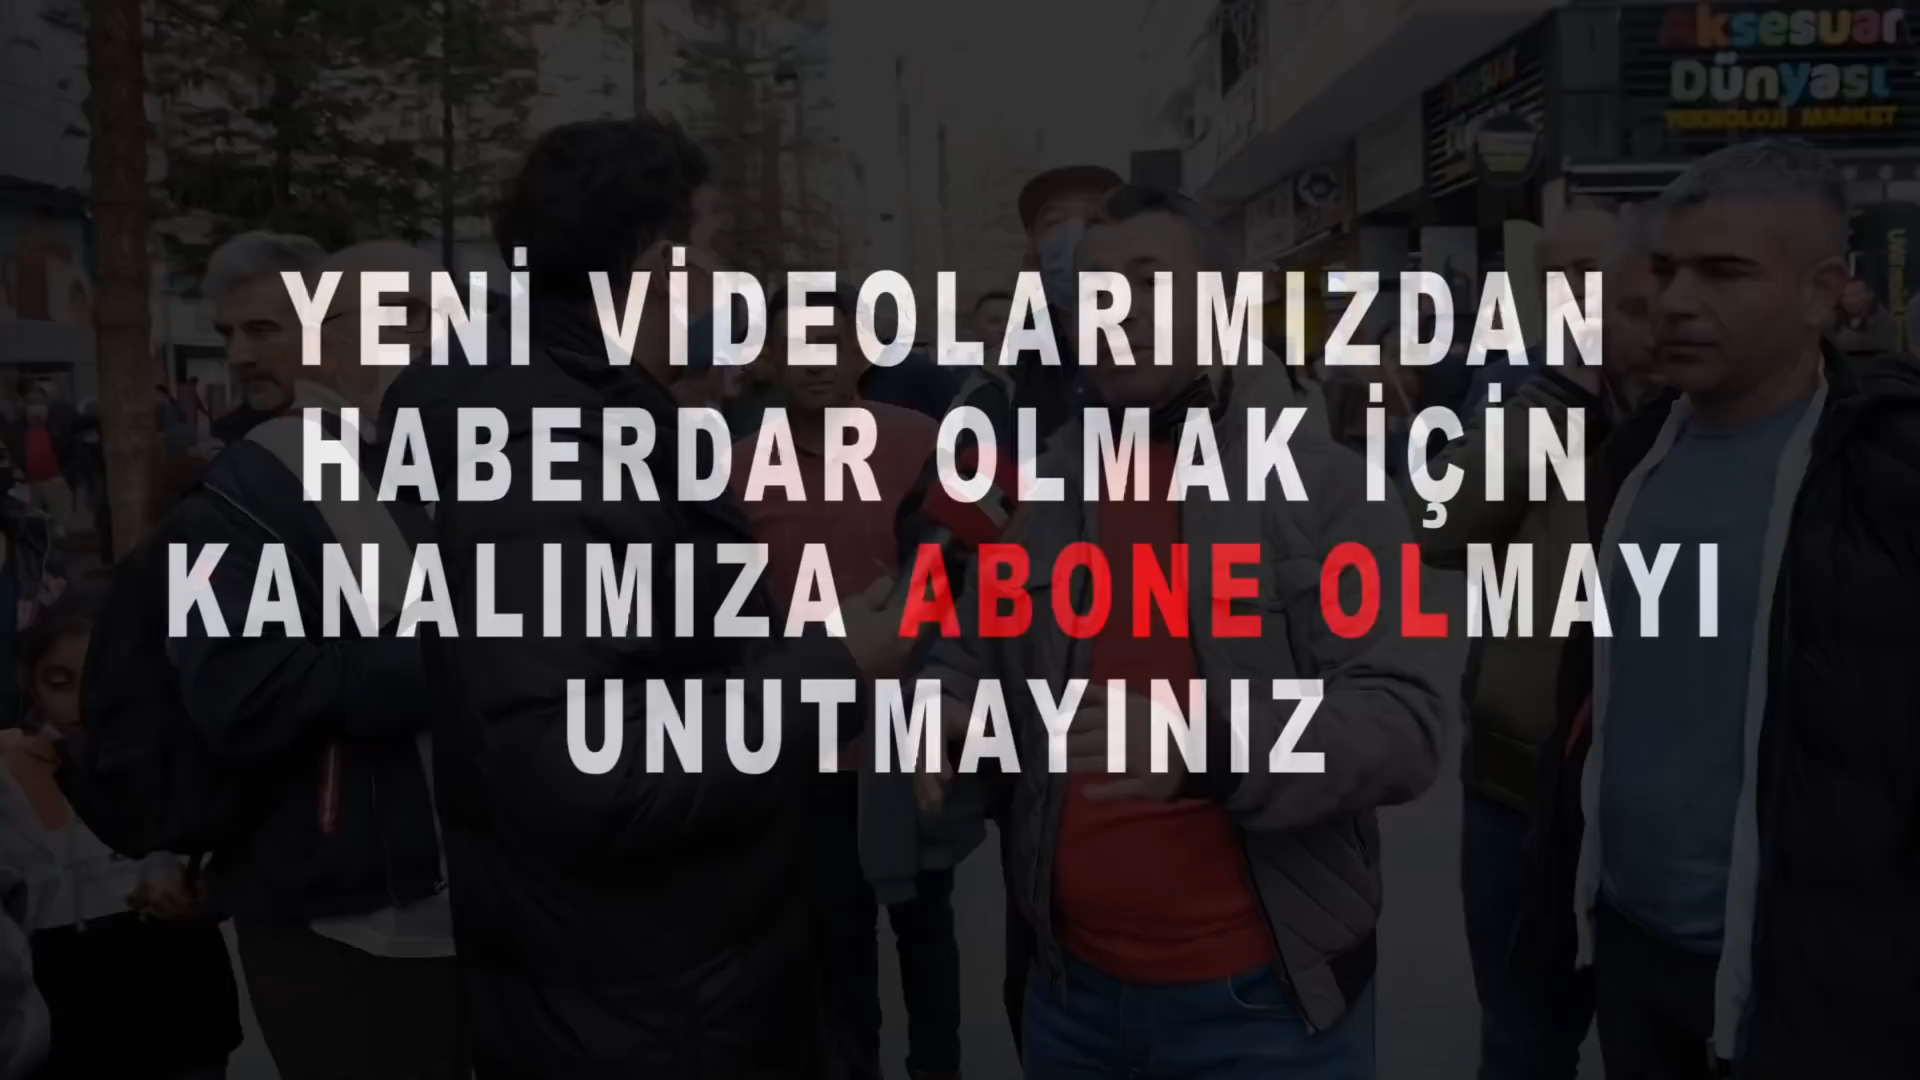 Aksesuar
Dünyası
TEKNOLOJİ MARKET
YENİ VİDEOLARIMIZDAN
HABERDAR OLMAK İÇİN
KANALIMIZA ABONE OLMAYI
UNUTMAYINIZ